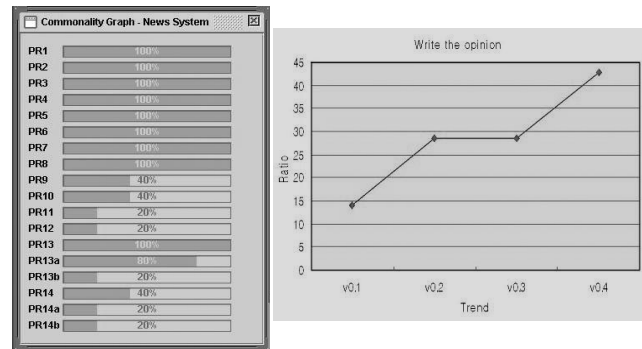 Commonality Graph - News System
PR1 100%
PR2 100%
PR3 100%
PR4 100%
PR5 100%
PR6 100%
PR7 100%
PR8 100%
PR9 40%
PR10 40%
PR11 20%
PR12 20%
PR13 100%
PR13a 80%
PR13b 20%
PR14 40%
PR14a 20%
PR14b 20%
Write the opinion
45
40
35
30
25
20
15
10
5
0
Ratio
v0.1 v0.2 v0.3 v0.4
Trend